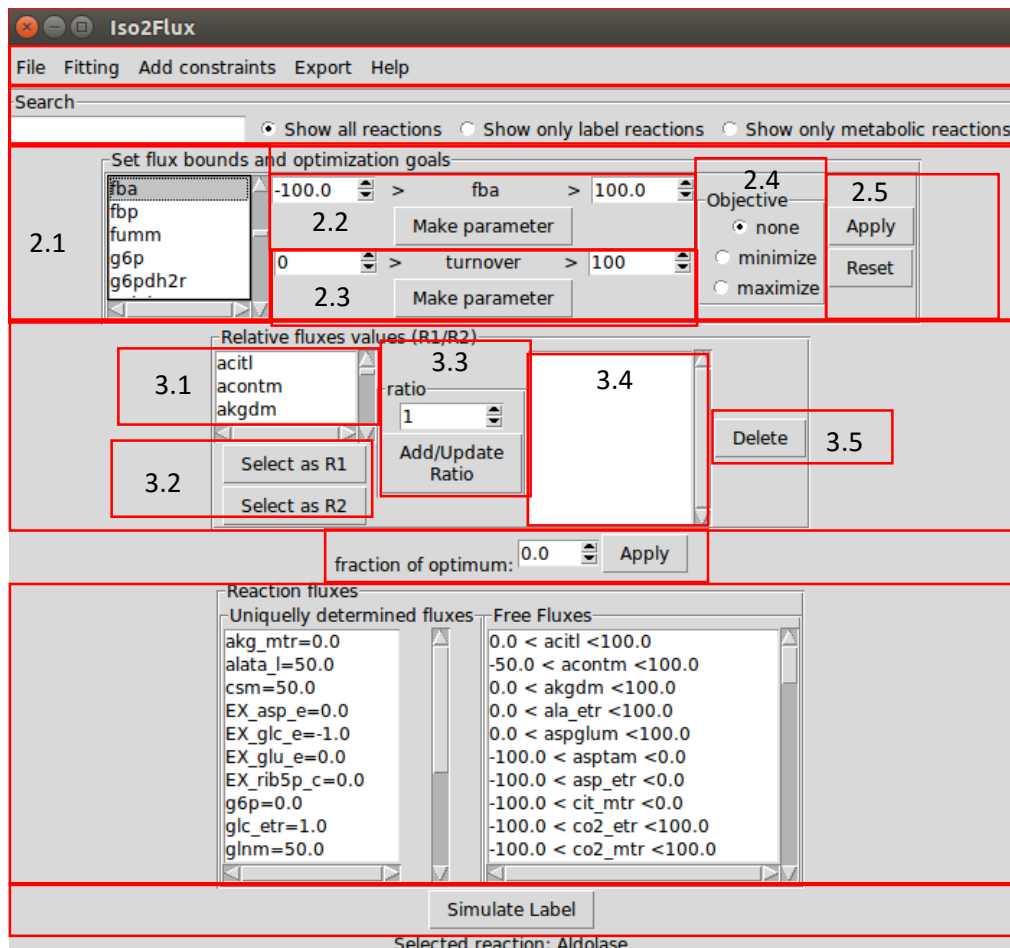 Iso2Flux
File Fitting Add constraints Export Help
Search
Show all reactions Show only label reactions Show only metabolic reactions
Set flux bounds and optimization goals
2.1
fba
fbp
fumm
g6p
g6pdh2r
-100.0 > fba > 100.0
2.2 Make parameter
0 > turnover > 100
2.3 Make parameter
2.4
Objective
none
minimize
maximize
2.5
Apply
Reset
Relative fluxes values (R1/R2)
3.1
acitl
acontm
akgdm
3.2
Select as R1
Select as R2
3.3
ratio
1
Add/Update
Ratio
3.4
Delete 3.5
fraction of optimum: 0.0 Apply
Reaction fluxes
Uniquelly determined fluxes
akg_mtr=0.0
alata_l=50.0
csm=50.0
EX_asp_e=0.0
EX_glc_e=-1.0
EX_glu_e=0.0
EX_rib5p_c=0.0
g6p=0.0
glc_etr=1.0
glnm=50.0
Free Fluxes
0.0 < acitl <100.0
-50.0 < acontm <100.0
0.0 < akgdm <100.0
0.0 < ala_etr <100.0
0.0 < aspglum <100.0
-100.0 < asptam <0.0
-100.0 < asp_etr <0.0
-100.0 < cit_mtr <0.0
-100.0 < co2_etr <100.0
-100.0 < co2_mtr <100.0
Simulate Label
Selected reaction: Aldolase